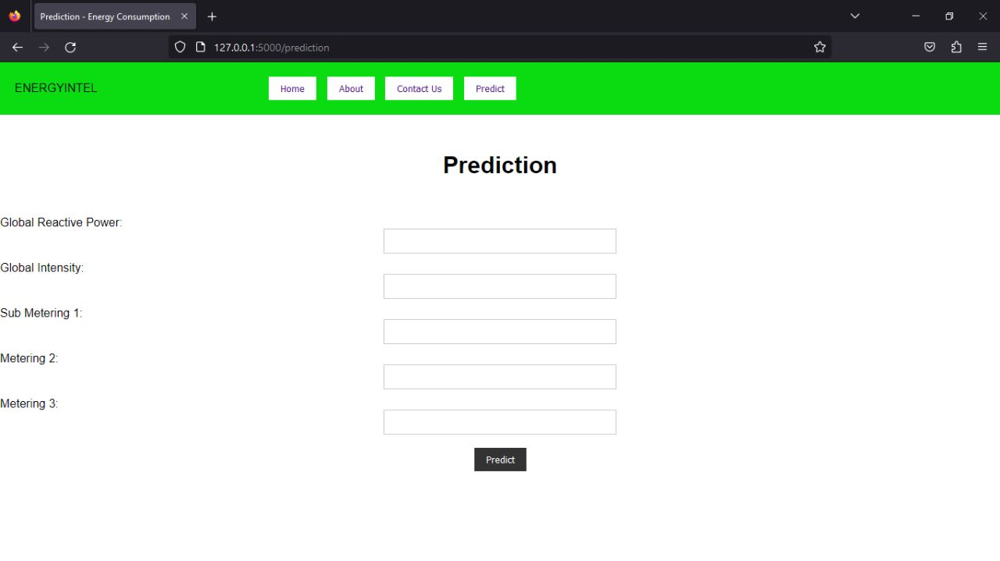 Prediction - Energy Consumption
127.0.0.1:5000/prediction
ENERGYINTEL
Home About Contact Us Predict
Prediction
Global Reactive Power:
Global Intensity:
Sub Metering 1:
Metering 2:
Metering 3:
Predict